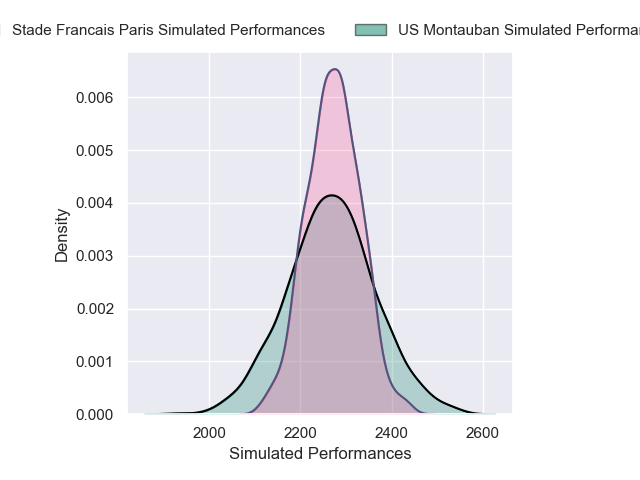 Stade Francais Paris Simulated Performances US Montauban Simulated
0.006
0.005
0.004
0.003
0.002
0.001
0.000
Density
2000 2200 2400 2600
Simulated Performances